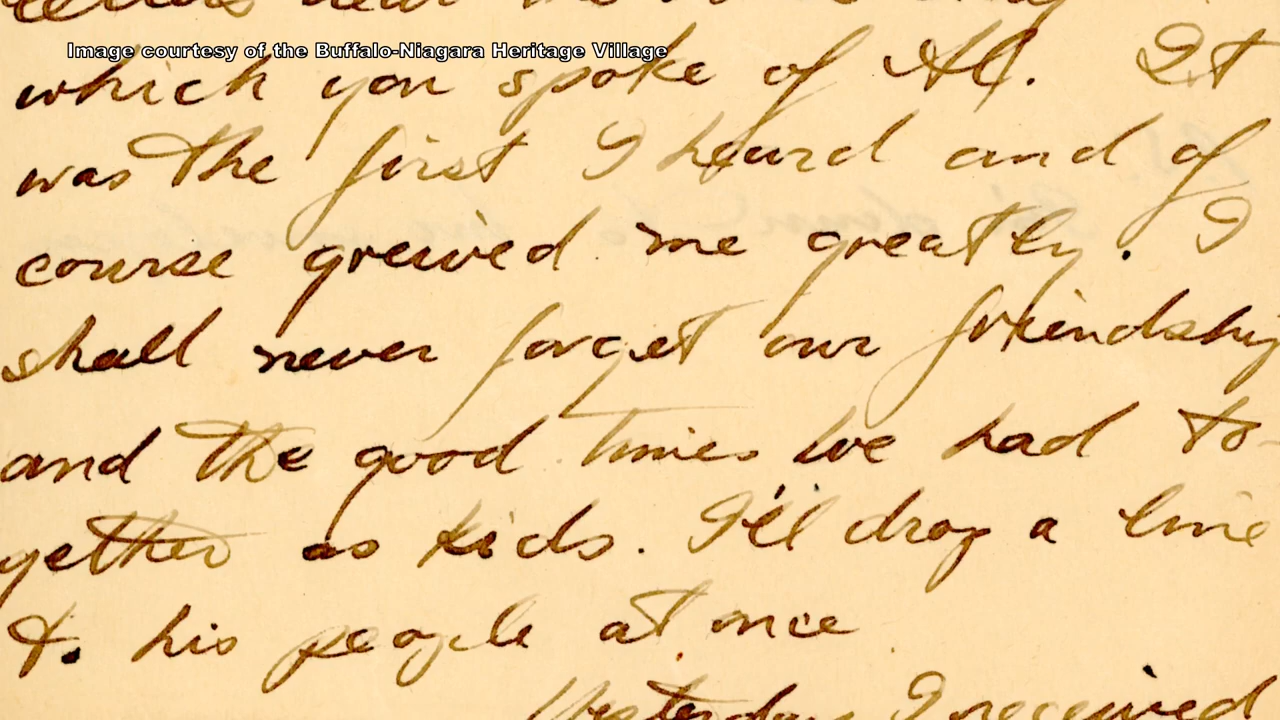 Image courtesy of the Buffalo-Niagara Heritage Village
which you spoke of Al. It
was the first I heard and of
course greived me greatly. I
shall never forget our friendship
and the good times we had to-
gether as kids. I'll drop a line
to his people at once
Yesterday I received